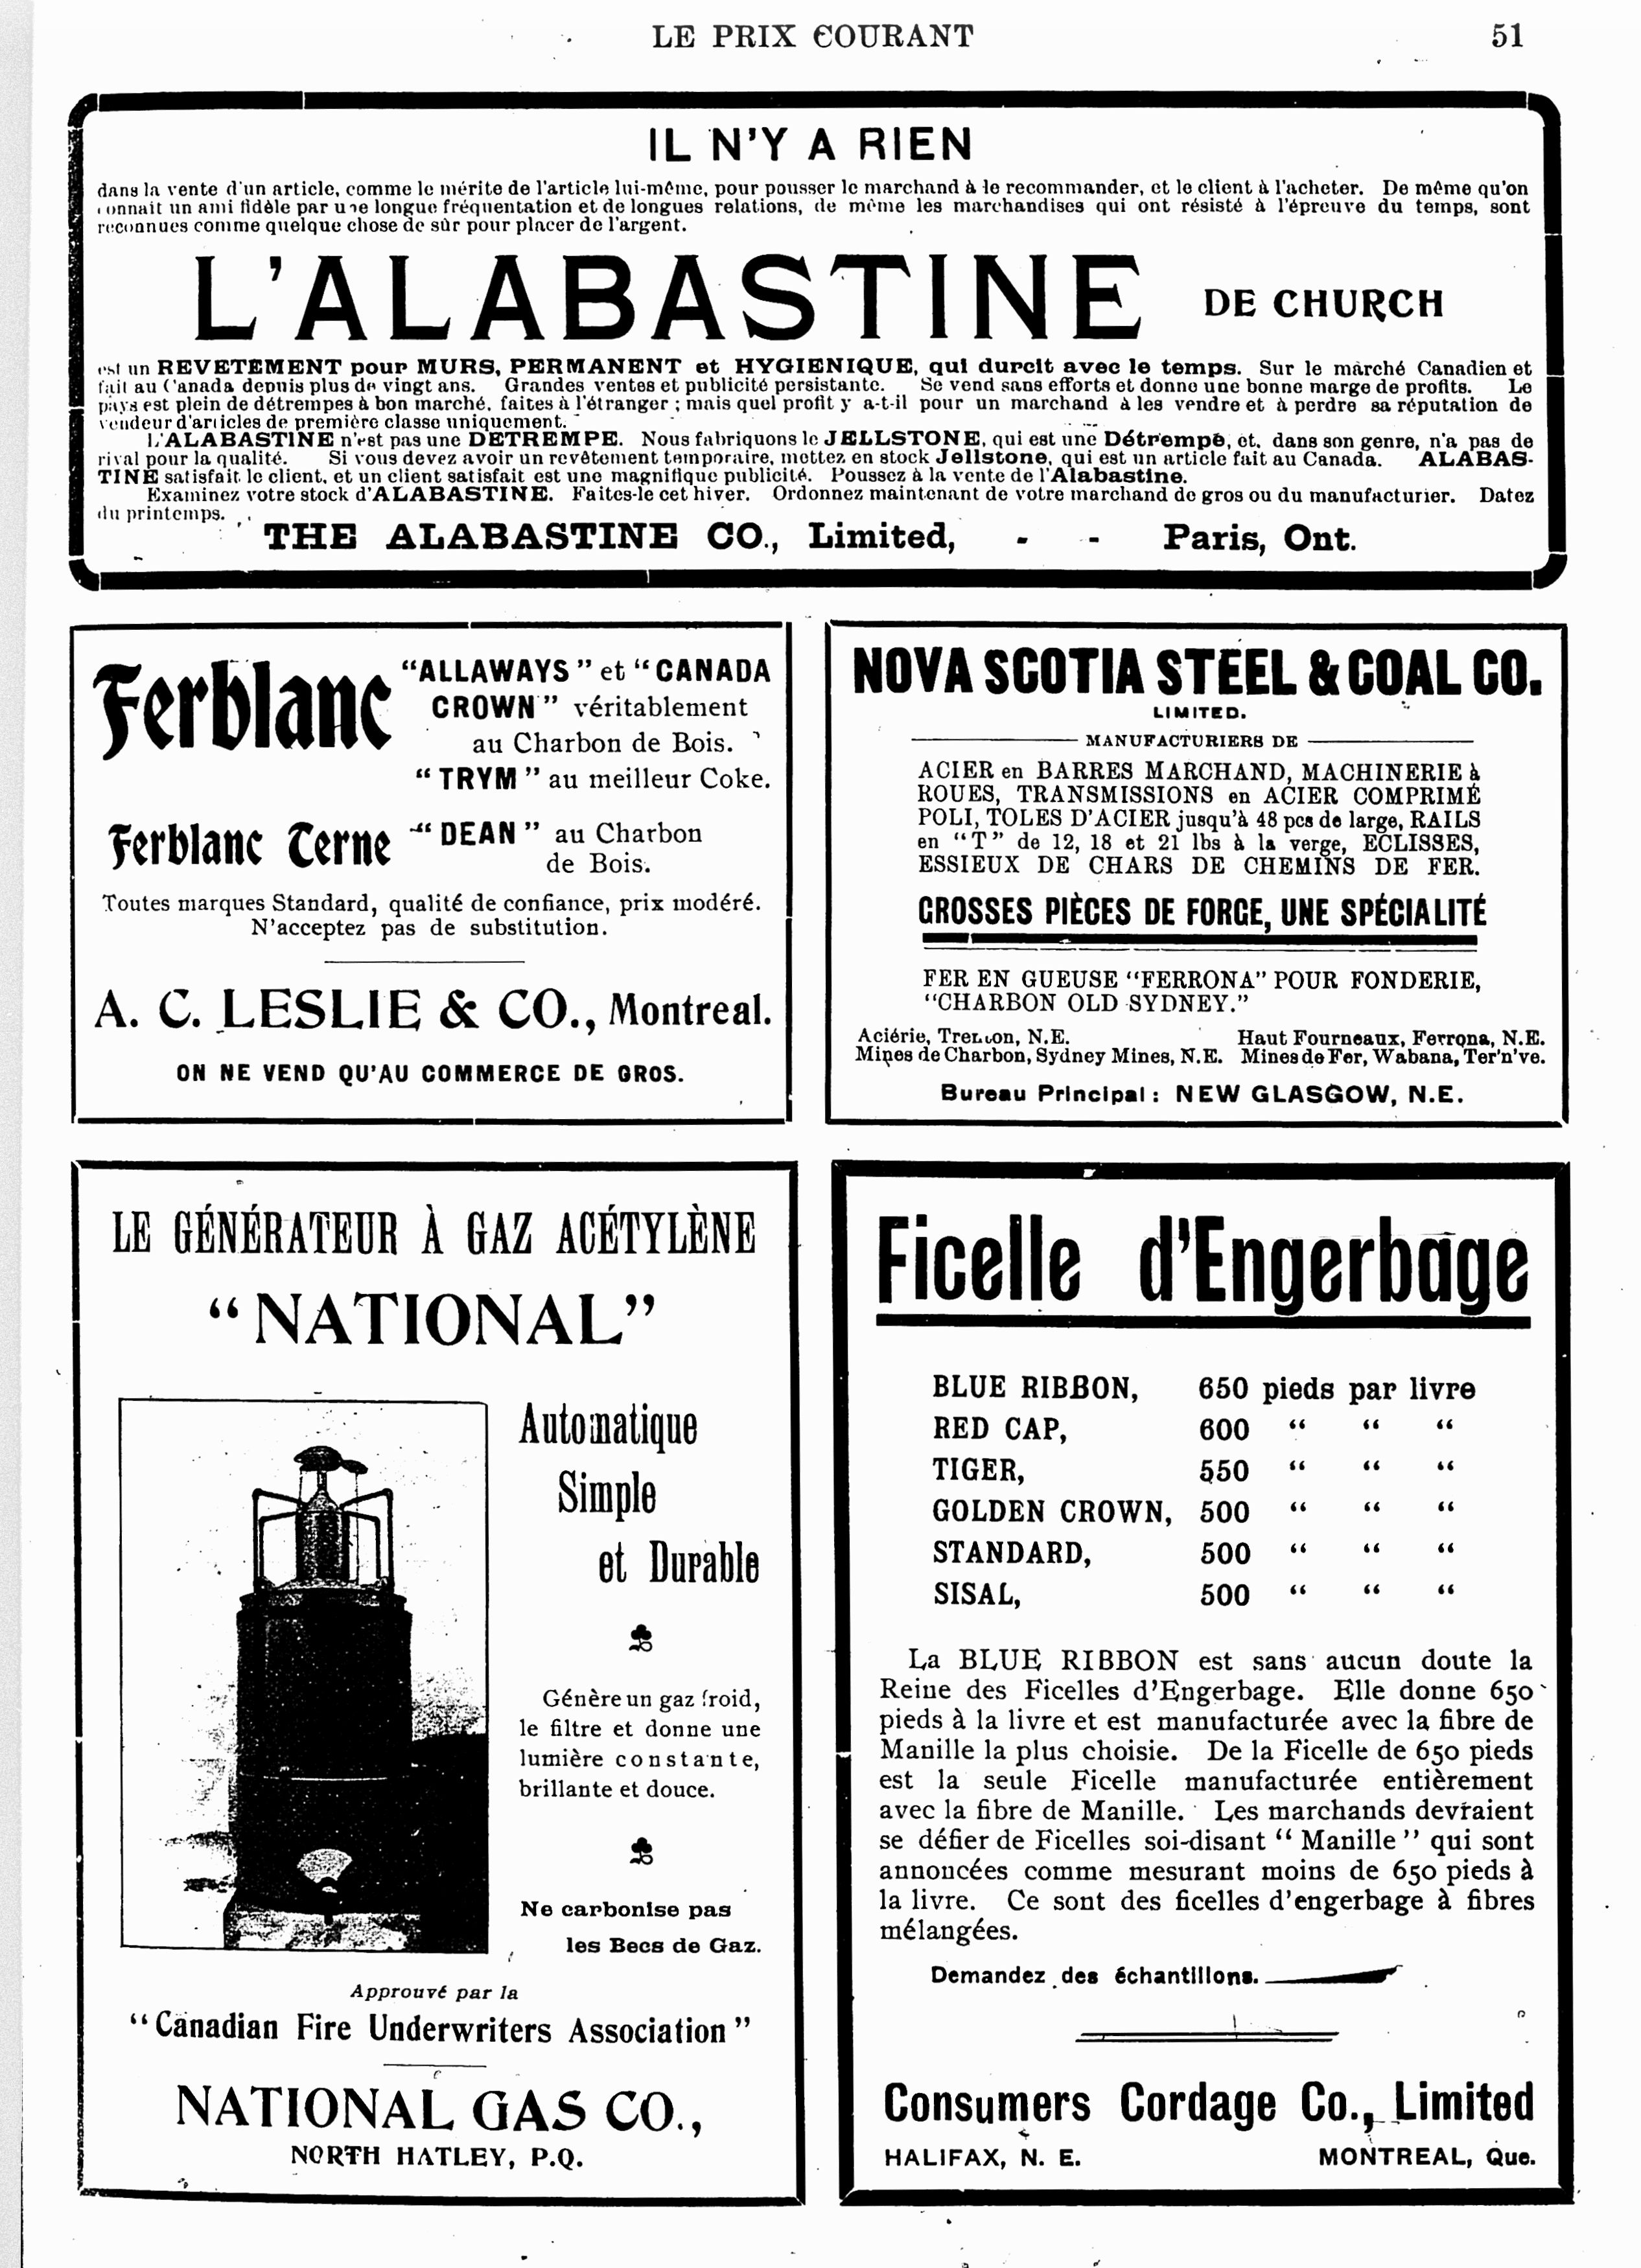 LE PRIX COURANT
51
IL N'Y A RIEN
dans la vente d'un article, comme le mérite de l'article lui-même, pour pousser le marchand à le recommander, et le client à l'acheter. De même qu'on
connait un ami fidèle par une longue fréquentation et de longues relations, de même les marchandises qui ont résisté à l'épreuve du temps, sont
reconnues comme quelque chose de sûr pour placer de l'argent.
L'ALABASTINE DE CHURCH
est un REVETEMENT pour MURS, PERMANENT et HYGIENIQUE, qui durcit avec le temps. Sur le marché Canadien et
fait au Canada depuis plus de vingt ans. Grandes ventes et publicité persistante. Se vend sans efforts et donne une bonne marge de profits. Le
pays est plein de détrempes à bon marché, faites à l'étranger ; mais quel profit y a-t-il pour un marchand à les vendre et à perdre sa réputation de
vendeur d'articles de première classe uniquement.
L'ALABASTINE n'est pas une DETREMPE. Nous fabriquons le JELLSTONE, qui est une Détrempe, et, dans son genre, n'a pas de
rival pour la qualité. Si vous devez avoir un revêtement temporaire, mettez en stock Jellstone, qui est un article fait au Canada. ALABAS-
TINE satisfait le client, et un client satisfait est une magnifique publicité. Poussez à la vente de l'Alabastine.
Examinez votre stock d'ALABASTINE. Faites-le cet hiver. Ordonnez maintenant de votre marchand de gros ou du manufacturier. Datez
du printemps.
THE ALABASTINE CO., Limited, - - Paris, Ont.
Ferblanc "ALLAWAYS" et "CANADA
CROWN" véritablement
au Charbon de Bois.
"TRYM" au meilleur Coke.
Ferblanc Terne "DEAN" au Charbon
de Bois.
Toutes marques Standard, qualité de confiance, prix modéré.
N'acceptez pas de substitution.
A. C. LESLIE & CO., Montreal.
ON NE VEND QU'AU COMMERCE DE GROS.
NOVA SCOTIA STEEL & COAL CO.
LIMITED.
MANUFACTURIERS DE
ACIER en BARRES MARCHAND, MACHINERIE à
ROUES, TRANSMISSIONS en ACIER COMPRIMÉ
POLI, TOLES D'ACIER jusqu'à 48 pcs de large, RAILS
en "T" de 12, 18 et 21 lbs à la verge, ECLISSES,
ESSIEUX DE CHARS DE CHEMINS DE FER.
GROSSES PIÈCES DE FORGE, UNE SPÉCIALITÉ
FER EN GUEUSE "FERRONA" POUR FONDERIE,
"CHARBON OLD SYDNEY."
Aciérie, Trenton, N.E. Haut Fourneaux, Ferrona, N.E.
Mines de Charbon, Sydney Mines, N.E. Mines de Fer, Wabana, Ter'n've.
Bureau Principal: NEW GLASGOW, N.E.
LE GÉNÉRATEUR À GAZ ACÉTYLÈNE
"NATIONAL"
Automatique
Simple
et Durable
Génère un gaz froid,
le filtre et donne une
lumière constante,
brillante et douce.
Ne carbonise pas
les Becs de Gaz.
Approuvé par la
"Canadian Fire Underwriters Association"
NATIONAL GAS CO.,
NORTH HATLEY, P.Q.
Ficelle d'Engerbage
BLUE RIBBON, 650 pieds par livre
RED CAP, 600 " " "
TIGER, 550 " " "
GOLDEN CROWN, 500 " " "
STANDARD, 500 " " "
SISAL, 500 " " "
La BLUE RIBBON est sans aucun doute la
Reine des Ficelles d'Engerbage. Elle donne 650
pieds à la livre et est manufacturée avec la fibre de
Manille la plus choisie. De la Ficelle de 650 pieds
est la seule Ficelle manufacturée entièrement
avec la fibre de Manille. Les marchands devraient
se défier de Ficelles soi-disant "Manille" qui sont
annoncées comme mesurant moins de 650 pieds à
la livre. Ce sont des ficelles d'engerbage à fibres
mélangées.
Demandez des échantillons.
Consumers Cordage Co., Limited
HALIFAX, N. E. MONTREAL, Que.